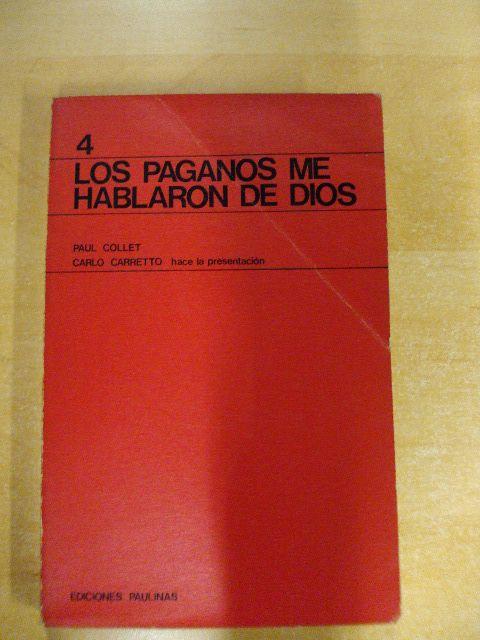 4
LOS PAGANOS ME
HABLARON DE DIOS
PAUL COLLET
CARLO CARRETTO hace la presentación
EDICIONES PAULINAS